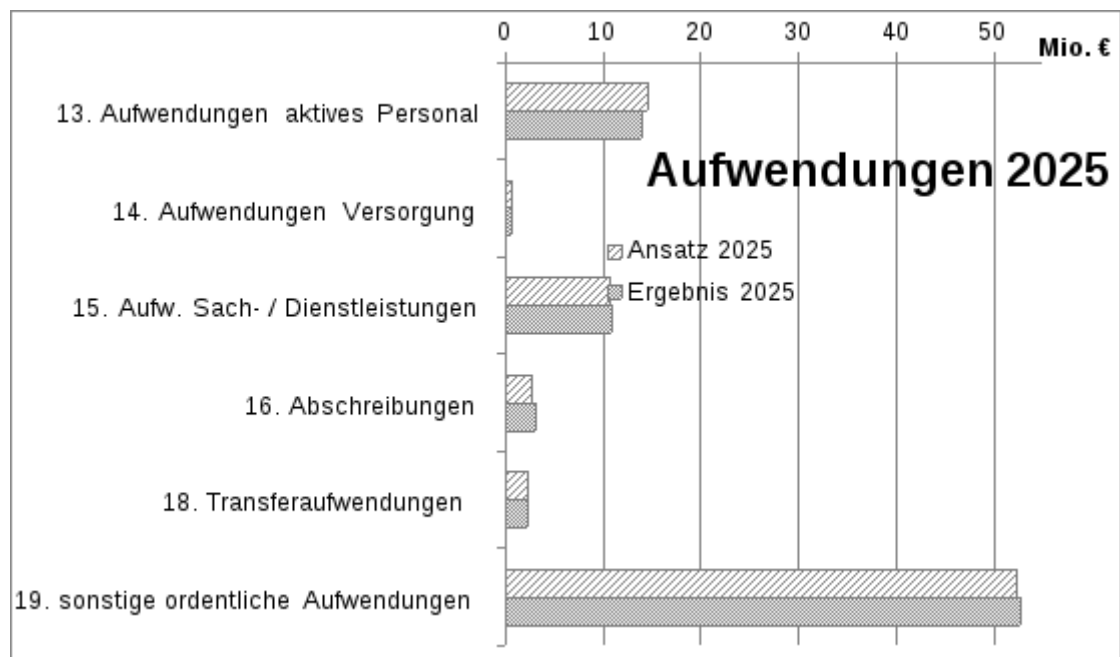 0 10 20 30 40 50
Mio. €
13. Aufwendungen aktives Personal
Aufwendungen 2025
14. Aufwendungen Versorgung
Ansatz 2025
Ergebnis 2025
15. Aufw. Sach- / Dienstleistungen
16. Abschreibungen
18. Transferaufwendungen
19. sonstige ordentliche Aufwendungen